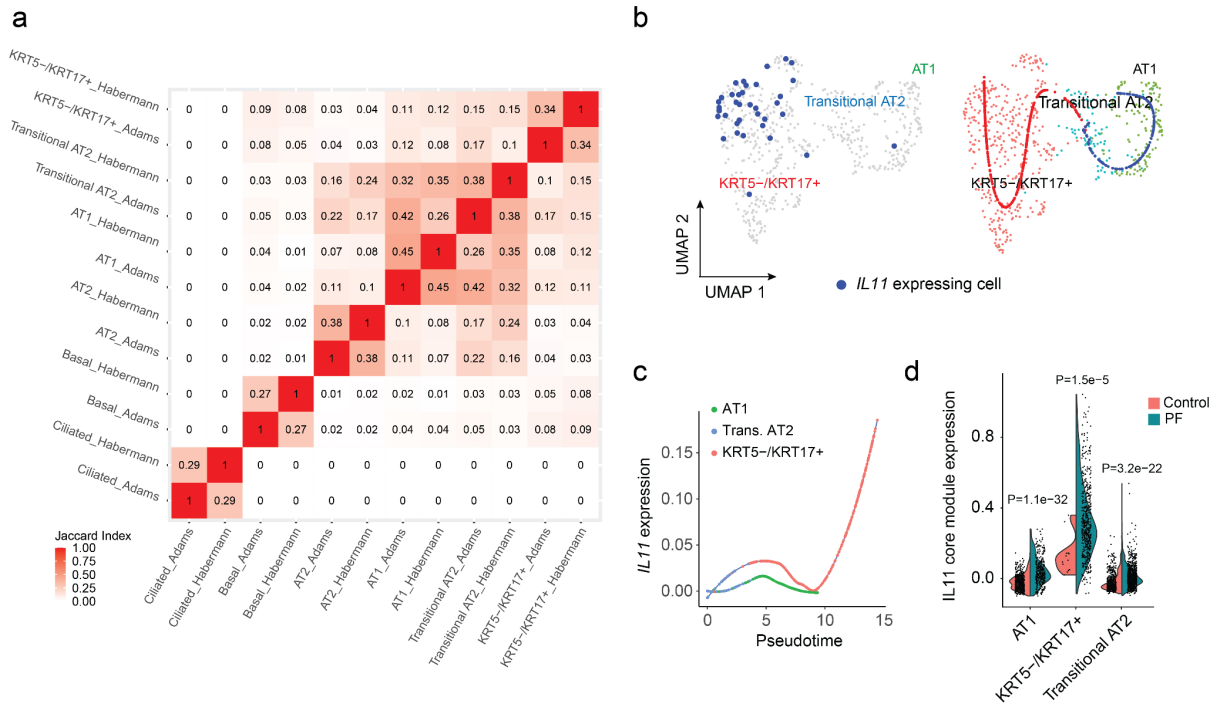 a
KRT5−/KRT17+_Habermann
KRT5−/KRT17+_Adams
Transitional AT2_Habermann
Transitional AT2_Adams
AT1_Habermann
AT1_Adams
AT2_Habermann
AT2_Adams
Basal_Habermann
Basal_Adams
Ciliated_Habermann
Ciliated_Adams
0 0 0.09 0.08 0.03 0.04 0.11 0.12 0.15 0.15 0.34 1
0 0 0.08 0.05 0.04 0.03 0.12 0.08 0.17 0.1 1 0.34
0 0 0.03 0.03 0.16 0.24 0.32 0.35 0.38 1 0.1 0.15
0 0 0.05 0.03 0.22 0.17 0.42 0.26 1 0.38 0.17 0.15
0 0 0.04 0.01 0.07 0.08 0.45 1 0.26 0.35 0.08 0.12
0 0 0.04 0.02 0.11 0.1 1 0.45 0.42 0.32 0.12 0.11
0 0 0.02 0.02 0.38 1 0.1 0.08 0.17 0.24 0.03 0.04
0 0 0.02 0.01 1 0.38 0.11 0.07 0.22 0.16 0.04 0.03
0 0 0.27 1 0.01 0.02 0.02 0.01 0.03 0.03 0.05 0.08
0 0 1 0.27 0.02 0.02 0.04 0.04 0.05 0.03 0.08 0.09
0.29 1 0 0 0 0 0 0 0 0 0 0
1 0.29 0 0 0 0 0 0 0 0 0 0
Jaccard Index
1.00
0.75
0.50
0.25
0.00
Ciliated_Adams
Ciliated_Habermann
Basal_Adams
Basal_Habermann
AT2_Adams
AT2_Habermann
AT1_Adams
AT1_Habermann
Transitional AT2_Adams
Transitional AT2_Habermann
KRT5−/KRT17+_Adams
KRT5−/KRT17+_Habermann
b
AT1
Transitional AT2
KRT5−/KRT17+
UMAP 2
UMAP 1
AT1
Transitional AT2
KRT5−/KRT17+
IL11 expressing cell
c
AT1
Trans. AT2
KRT5−/KRT17+
IL11 expression
0.15
0.10
0.05
0.00
0 5 10 15
Pseudotime
d
IL11 core module expression
0.8
0.4
0.0
P=1.1e−32
P=1.5e−5
P=3.2e−22
Control
PF
AT1
KRT5−/KRT17+
Transitional AT2